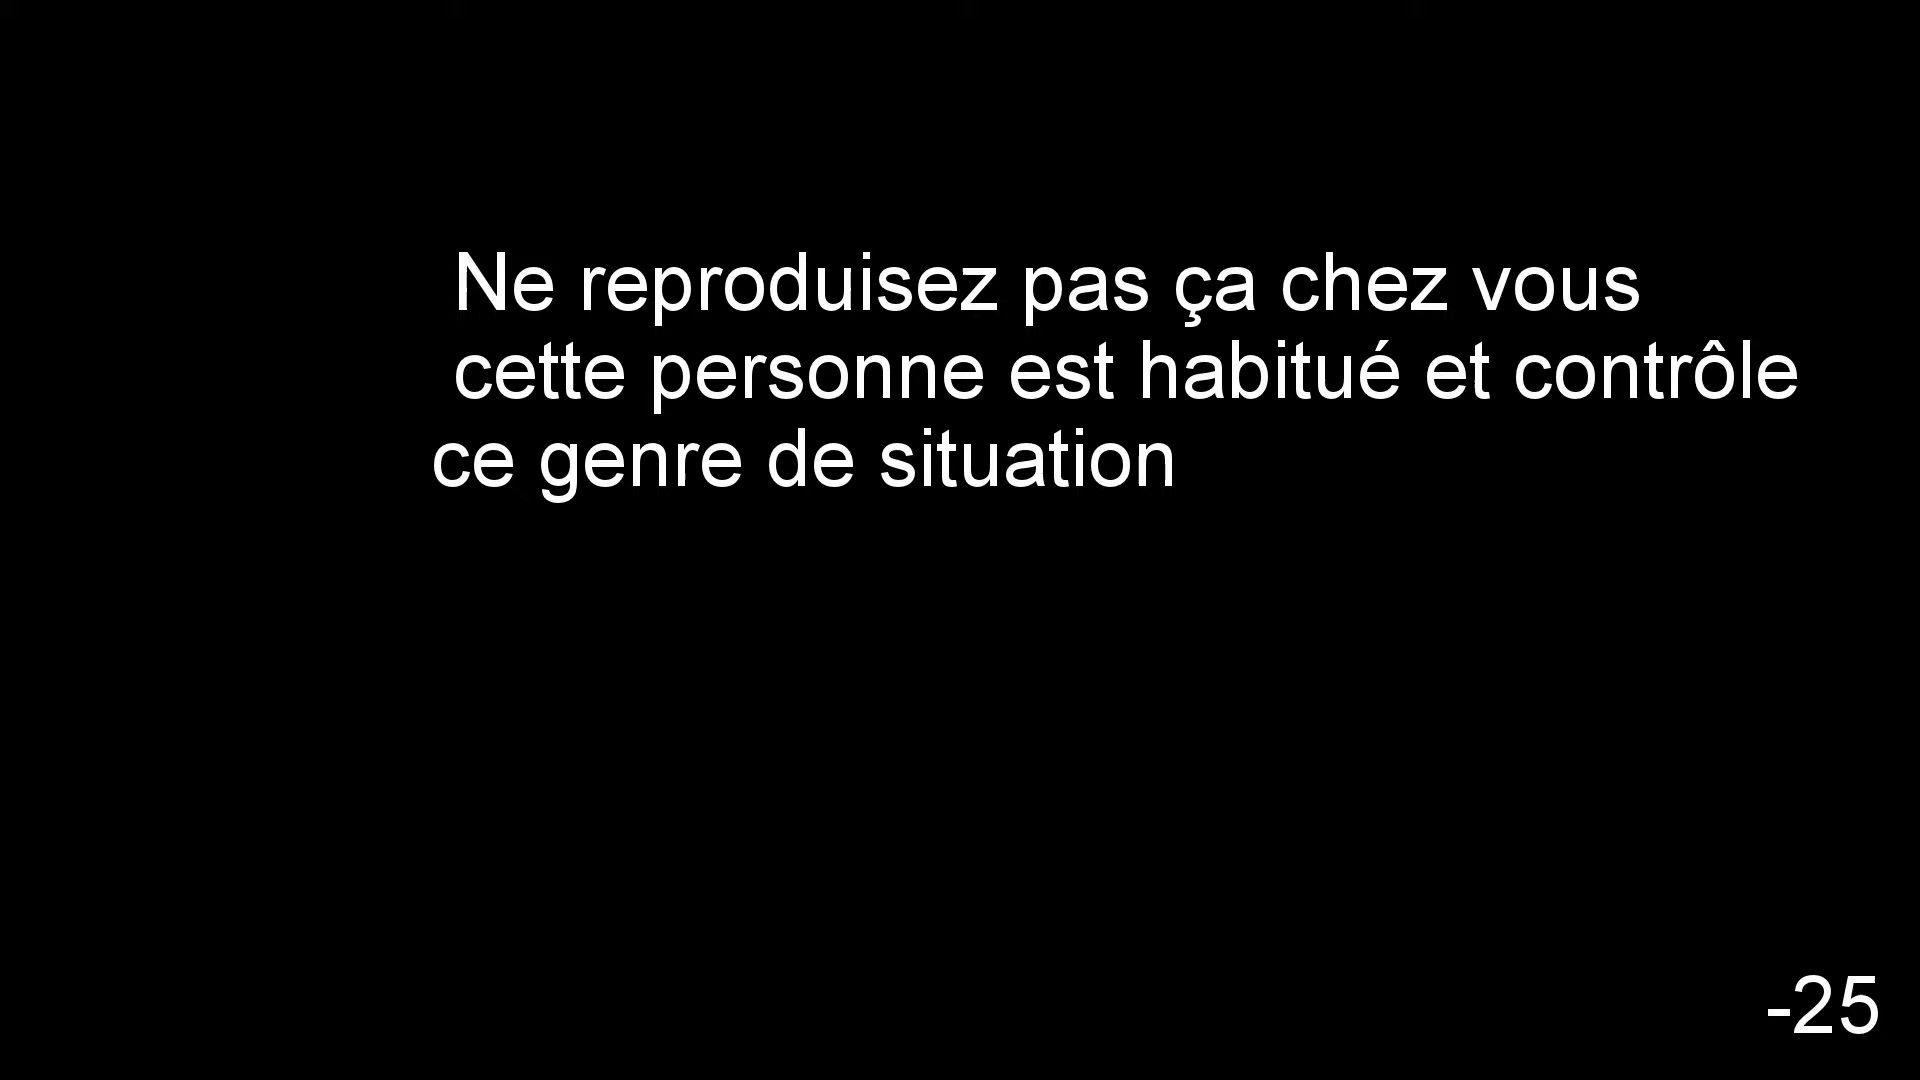 Ne reproduisez pas ça chez vous
cette personne est habitué et contrôle
ce genre de situation
-25